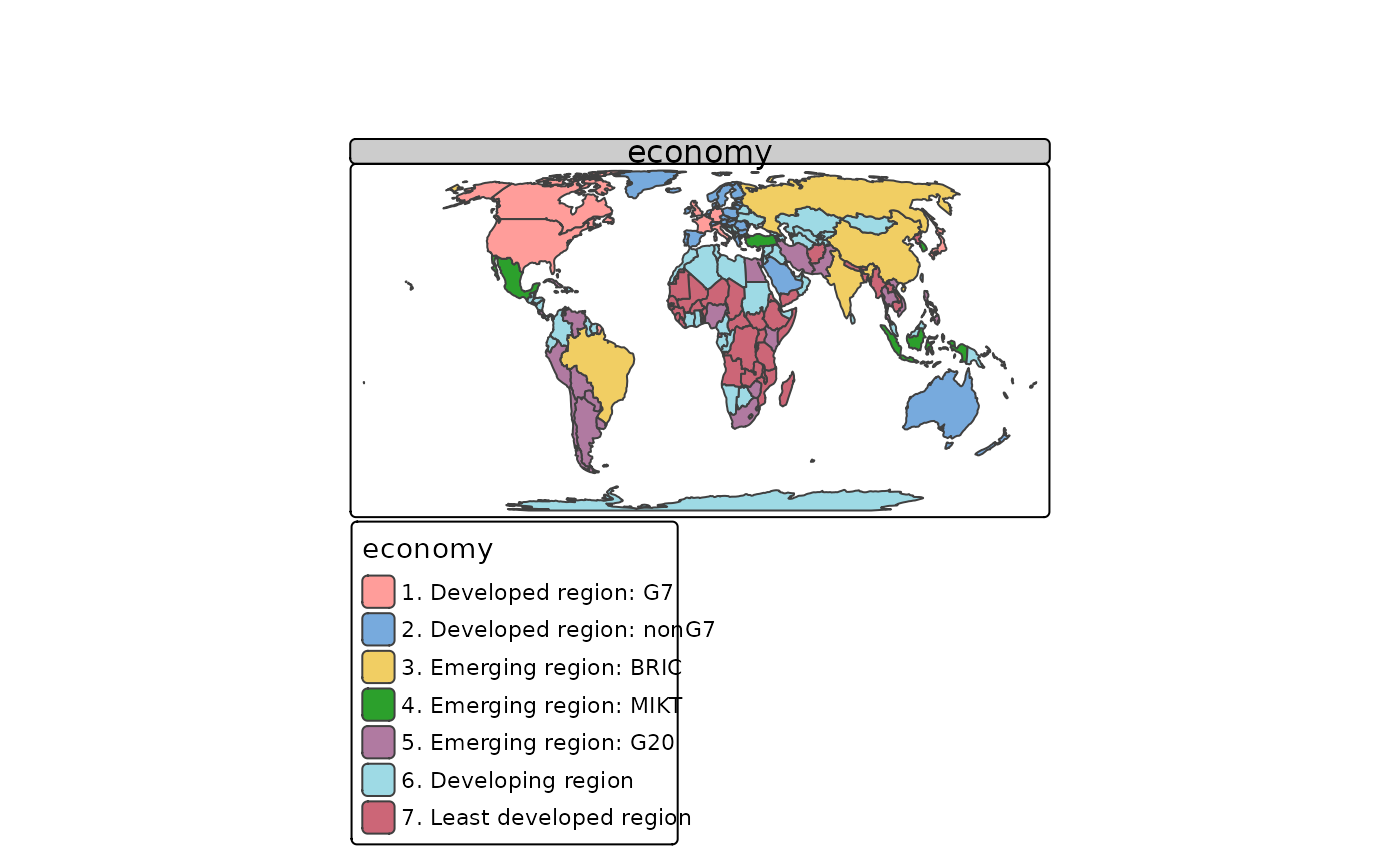 economy
economy
1. Developed region: G7
2. Developed region: nonG7
3. Emerging region: BRIC
4. Emerging region: MIKT
5. Emerging region: G20
6. Developing region
7. Least developed region